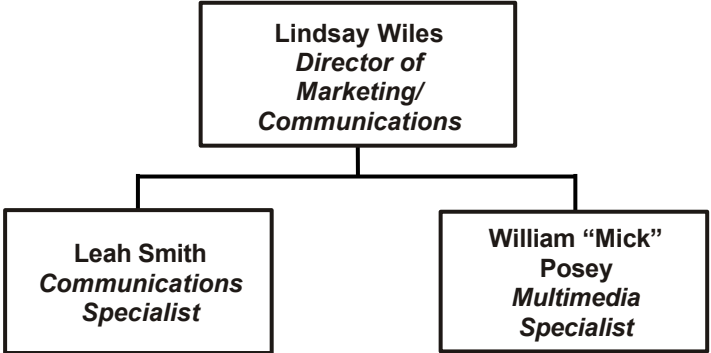 Lindsay Wiles
Director of
Marketing/
Communications
Leah Smith
Communications
Specialist
William “Mick”
Posey
Multimedia
Specialist